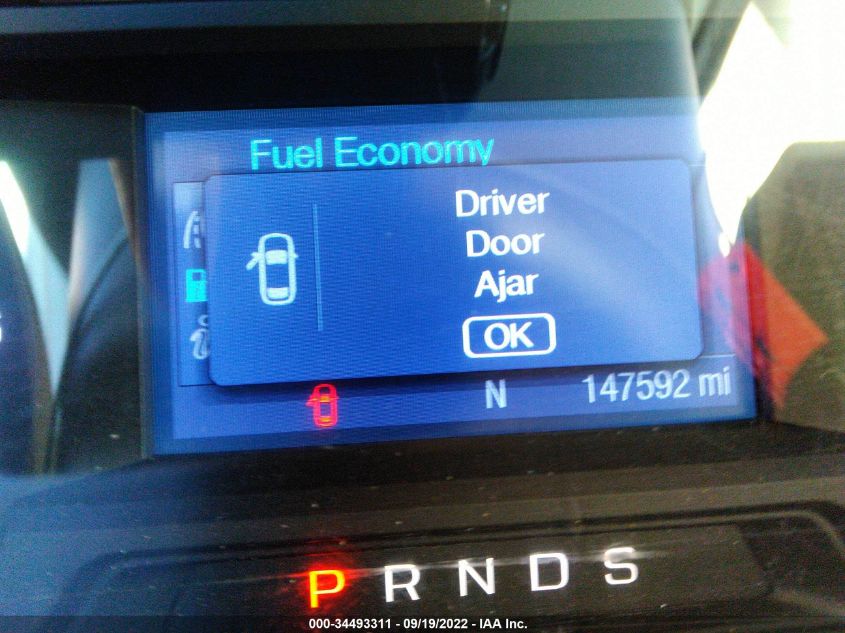 Fuel Economy
Driver
Door
Ajar
OK
N 147592 mi
P R N D S
000-34493311 - 09/19/2022 - IAA Inc.